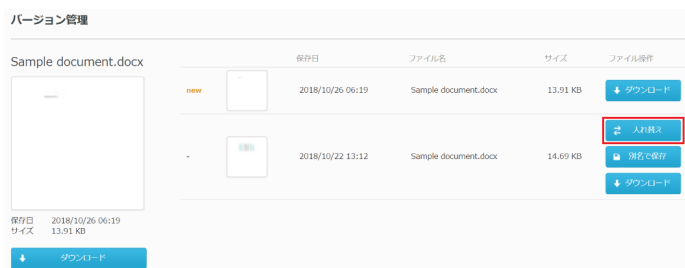 バージョン管理
Sample document.docx
保存日 ファイル名 サイズ ファイル操作
new 2018/10/26 06:19 Sample document.docx 13.91 KB ダウンロード
入れ替え
- 2018/10/22 13:12 Sample document.docx 14.69 KB 別名で保存
ダウンロード
保存日 2018/10/26 06:19
サイズ 13.91 KB
ダウンロード